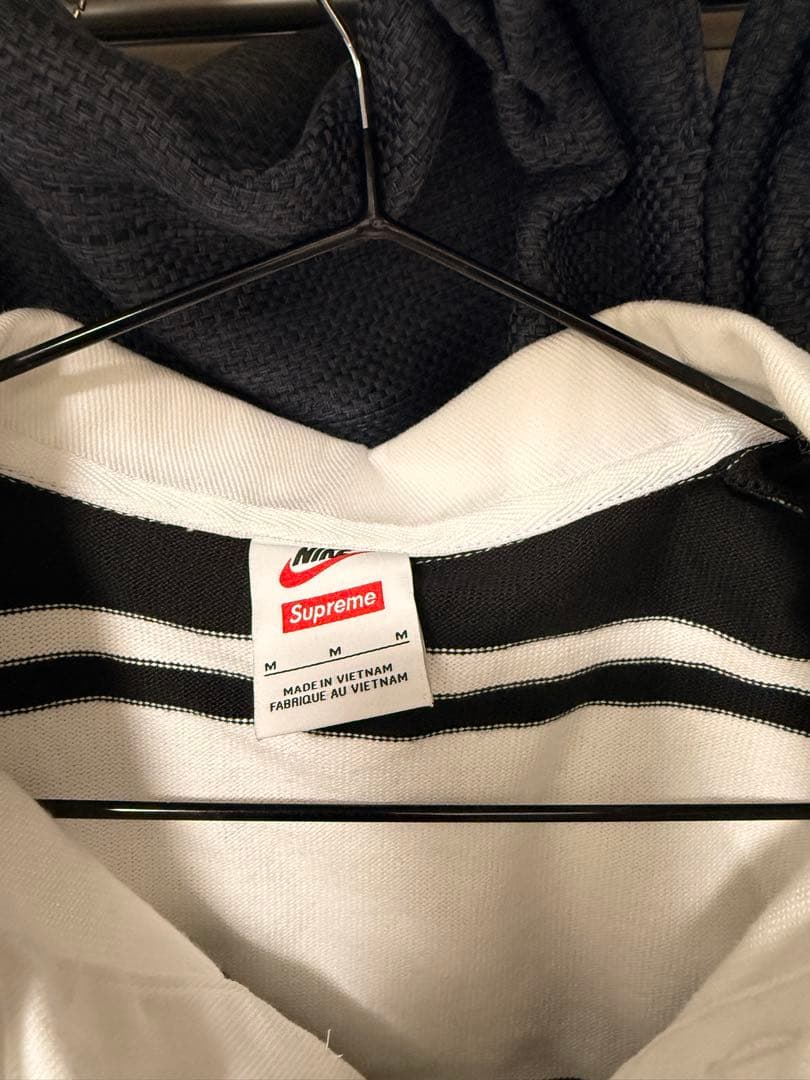 NIKE
Supreme
M M M
MADE IN VIETNAM
FABRIQUE AU VIETNAM